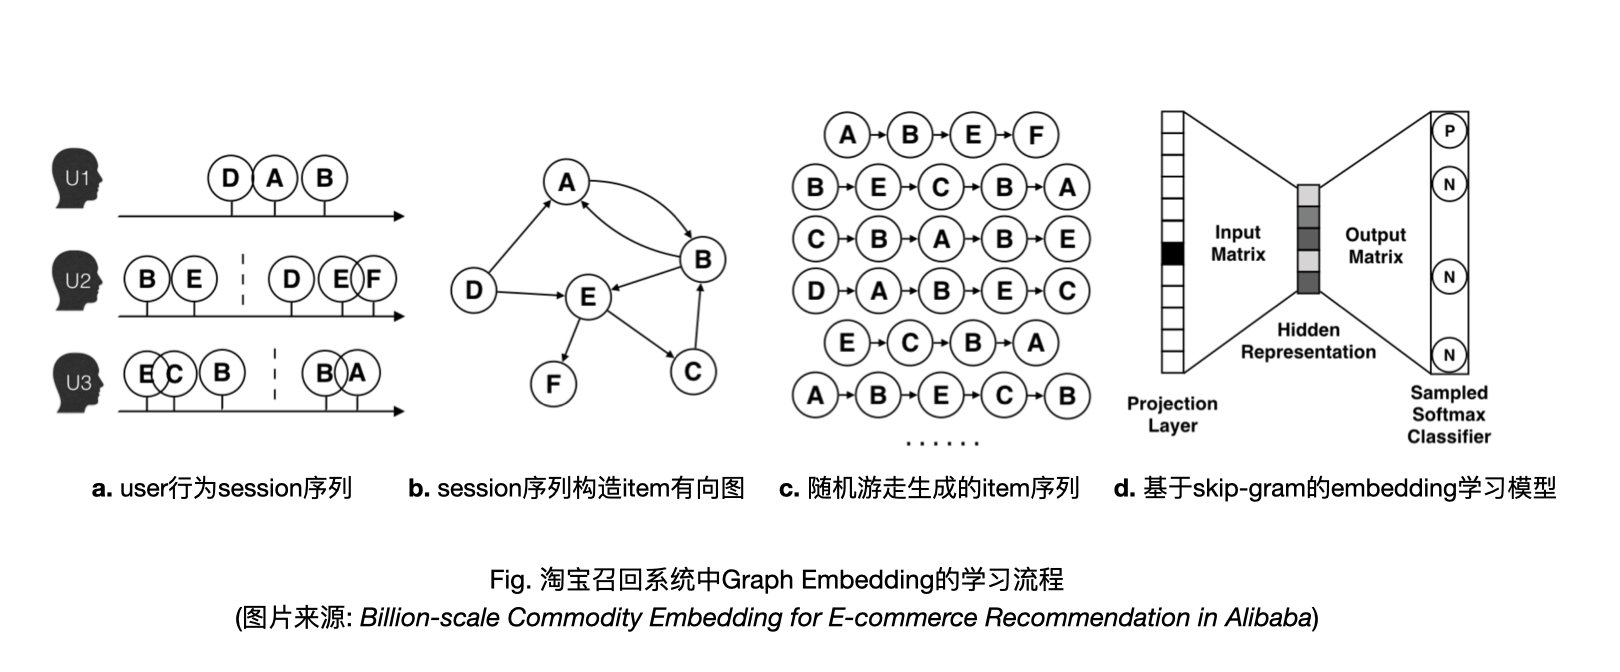 U1
D A B
U2
B E D E F
U3
E C B B A
a. user行为session序列
A
B
D
E
F
C
b. session序列构造item有向图
A B E F
B E C B A
C B A B E
D A B E C
E C B A
A B E C B
······
c. 随机游走生成的item序列
Projection
Layer
Input
Matrix
Hidden
Representation
Output
Matrix
P
N
N
N
Sampled
Softmax
Classifier
d. 基于skip-gram的embedding学习模型
Fig. 淘宝召回系统中Graph Embedding的学习流程
(图片来源: Billion-scale Commodity Embedding for E-commerce Recommendation in Alibaba)